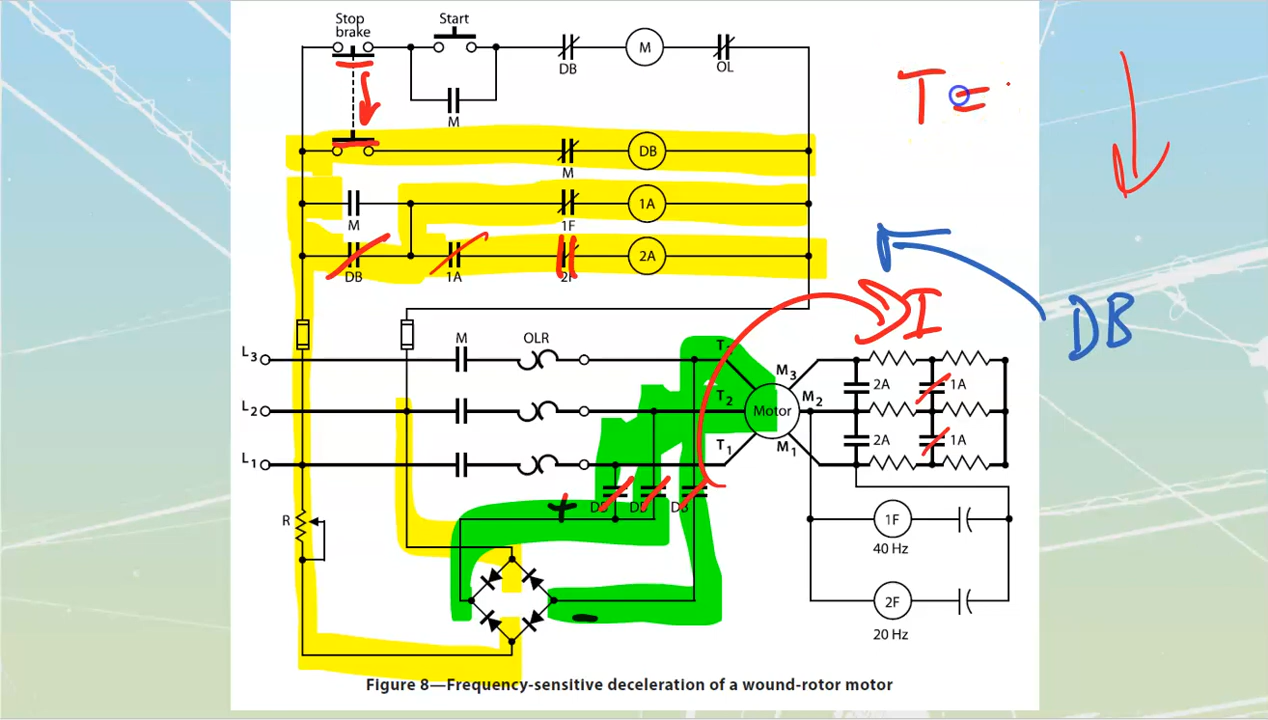 Stop
brake
Start
DB
M
OL
M
T =
DB
M
M
1F
1A
DB
1A
2F
2A
I
DB
L3
M
OLR
T
M3
2A
1A
L2
T2
Motor
M2
L1
T1
M1
2A
1A
DB
DB
DB
+
R
1F
40 Hz
2F
20 Hz
-
Figure 8—Frequency-sensitive deceleration of a wound-rotor motor